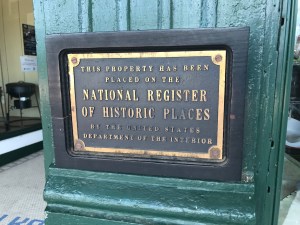 THIS PROPERTY HAS BEEN
PLACED ON THE
NATIONAL REGISTER
OF HISTORIC PLACES
BY THE UNITED STATES
DEPARTMENT OF THE INTERIOR